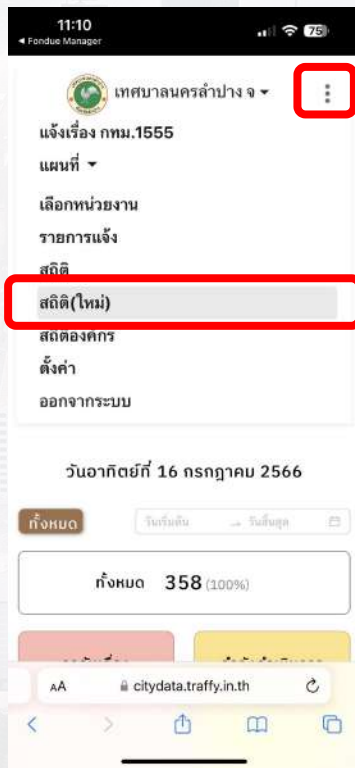 11:10
75
◀ Fondue Manager
เทศบาลนครลำปาง จ
แจ้งเรื่อง กทม.1555
แผนที่
เลือกหน่วยงาน
รายการแจ้ง
สถิติ
สถิติ(ใหม่)
สถิติองค์กร
ตั้งค่า
ออกจากระบบ
วันอาทิตย์ที่ 16 กรกฎาคม 2566
ทั้งหมด วันเริ่มต้น → วันสิ้นสุด
ทั้งหมด 358 (100%)
AA citydata.traffy.in.th